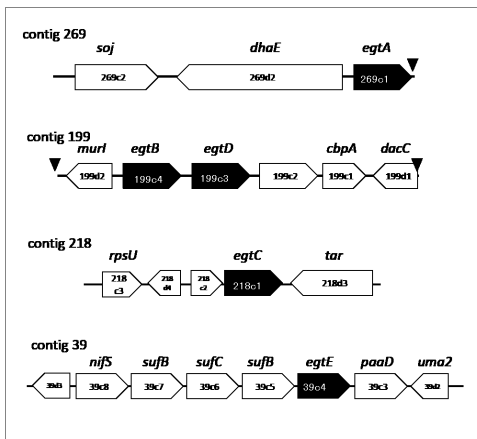 contig 269
soj dhaE egtA
269c2 269d2 269c1
contig 199
murI egtB egtD cbpA dacC
199d2 199c4 199c3 199c2 199c1 199d1
contig 218
rpsU egtC tar
218 c3 218 d4 218 c2 218c1 218d3
contig 39
nifS sufB sufC sufB egtE paaD uma2
39d3 39c8 39c7 39c6 39c5 39c4 39c3 39d2